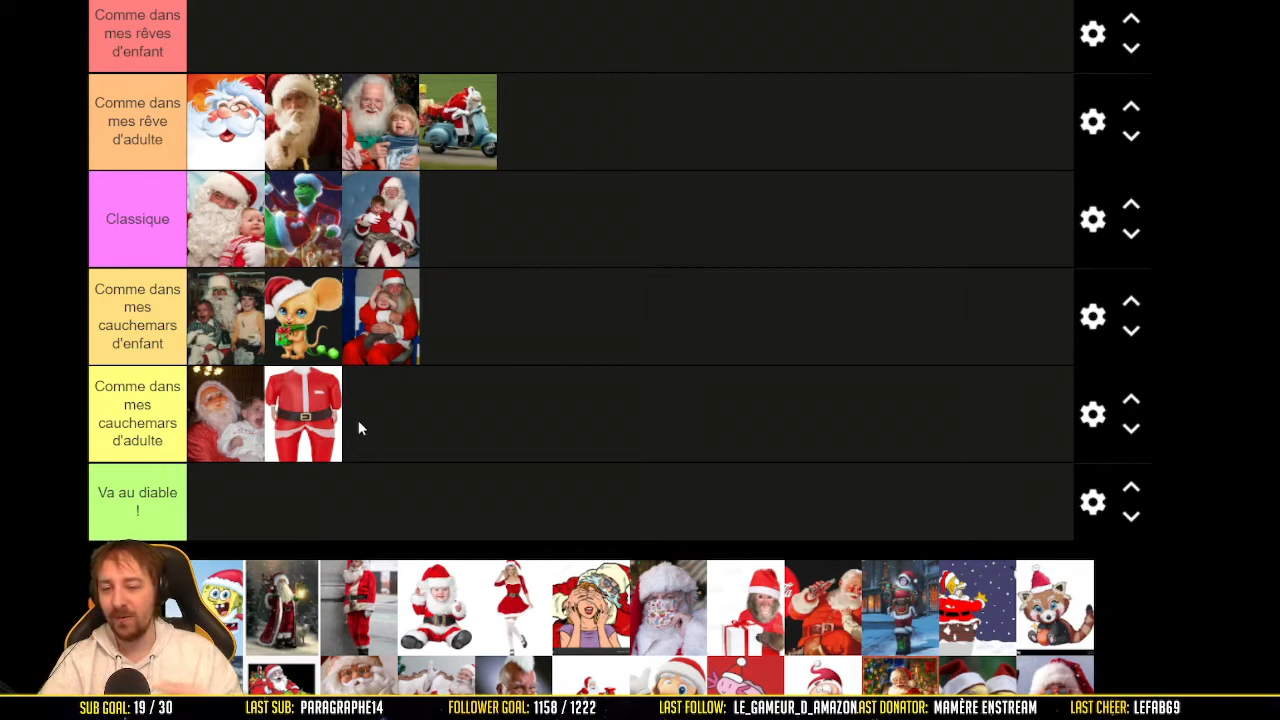 Comme dans
mes rêves
d'enfant
Comme dans
mes rêve
d'adulte
Classique
Comme dans
mes
cauchemars
d'enfant
Comme dans
mes
cauchemars
d'adulte
Va au diable
!
SUB GOAL: 19 / 30
LAST SUB: PARAGRAPHE14
FOLLOWER GOAL: 1158 / 1222
LAST FOLLOW: LE_GAMEUR_D_AMAZON
LAST DONATOR: MAMÈRE ENSTREAM
LAST CHEER: LEFAB69